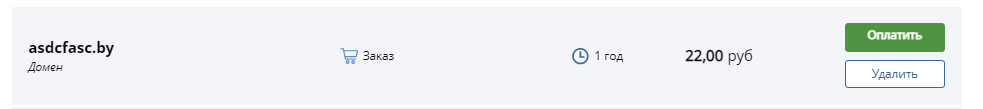 asdcfasc.by
Домен
Заказ
1 год
22,00 руб
Оплатить
Удалить